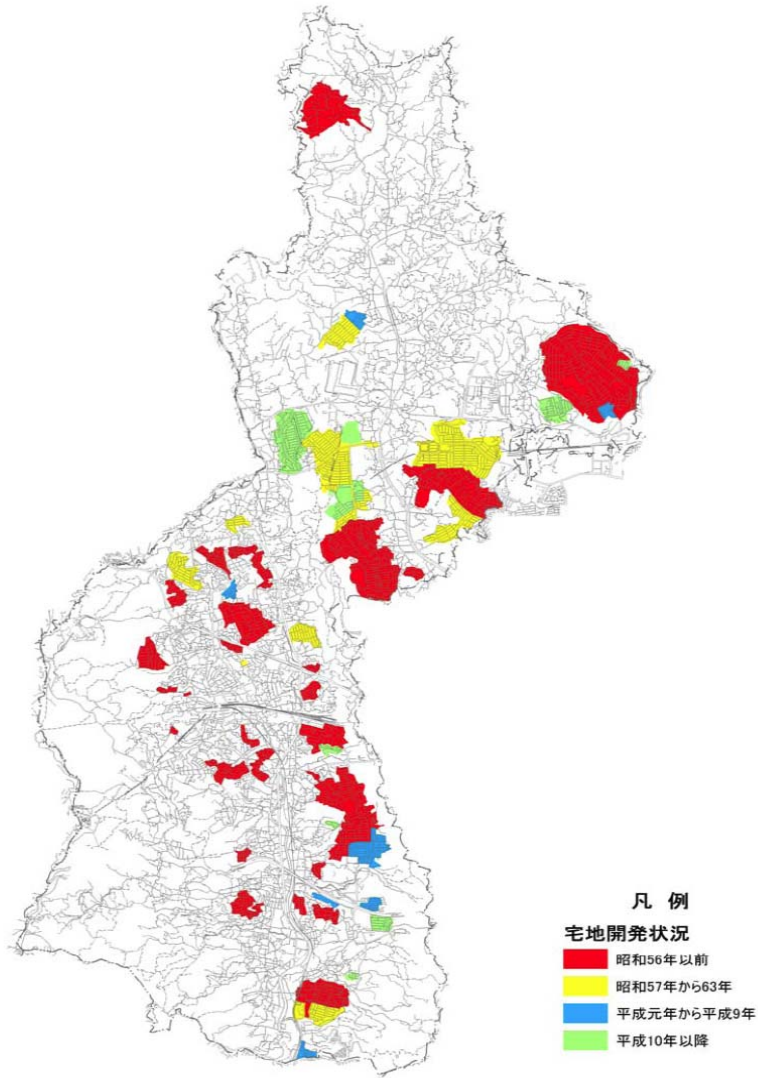 凡 例
宅地開発状況
昭和56年以前
昭和57年から63年
平成元年から平成9年
平成10年以降